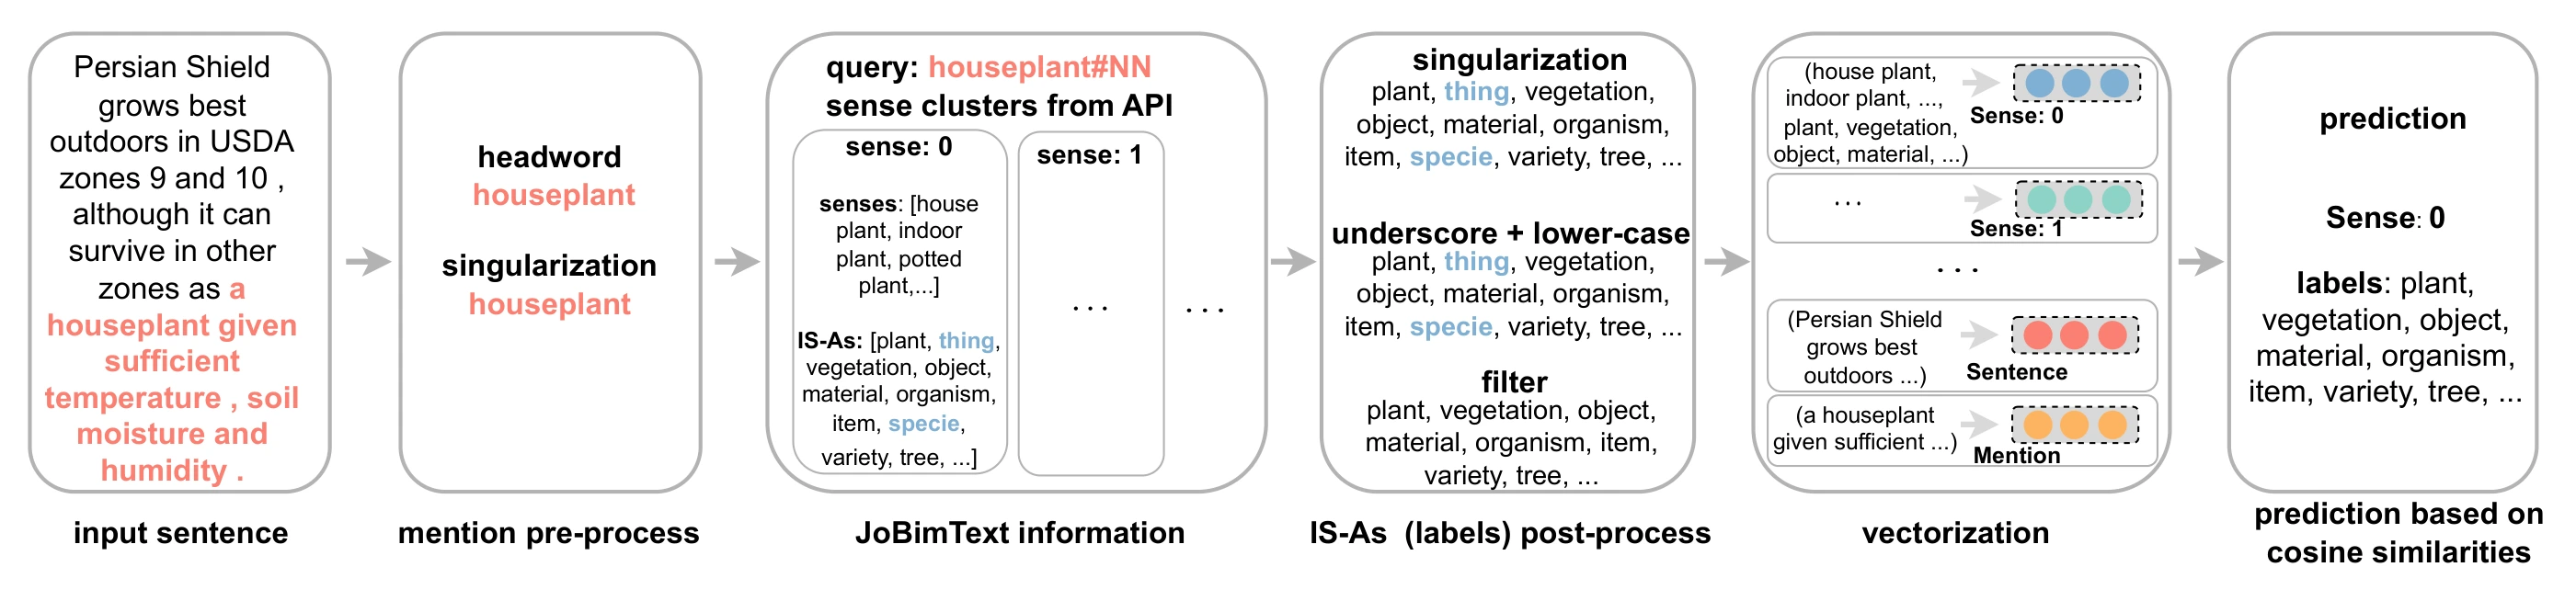 Persian Shield
grows best
outdoors in USDA
zones 9 and 10 ,
although it can
survive in other
zones as a
houseplant given
sufficient
temperature , soil
moisture and
humidity .
input sentence
headword
houseplant
singularization
houseplant
mention pre-process
query: houseplant#NN
sense clusters from API
sense: 0
senses: [house
plant, indoor
plant, potted
plant,...]
IS-As: [plant, thing,
vegetation, object,
material, organism,
item, specie,
variety, tree, ...]
sense: 1
...
...
JoBimText information
singularization
plant, thing, vegetation,
object, material, organism,
item, specie, variety, tree, ...
underscore + lower-case
plant, thing, vegetation,
object, material, organism,
item, specie, variety, tree, ...
filter
plant, vegetation, object,
material, organism, item,
variety, tree, ...
IS-As (labels) post-process
(house plant,
indoor plant, ...,
plant, vegetation,
object, material, ...)
Sense: 0
...
Sense: 1
...
(Persian Shield
grows best
outdoors ...)
Sentence
(a houseplant
given sufficient ...)
Mention
vectorization
prediction
Sense: 0
labels: plant,
vegetation, object,
material, organism,
item, variety, tree, ...
prediction based on
cosine similarities